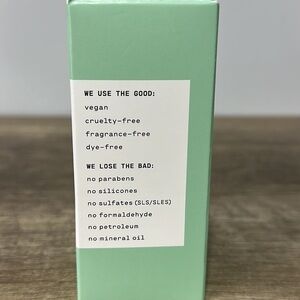 WE USE THE GOOD:
vegan
cruelty-free
fragrance-free
dye-free
WE LOSE THE BAD:
no parabens
no silicones
no sulfates (SLS/SLES)
no formaldehyde
no petroleum
no mineral oil